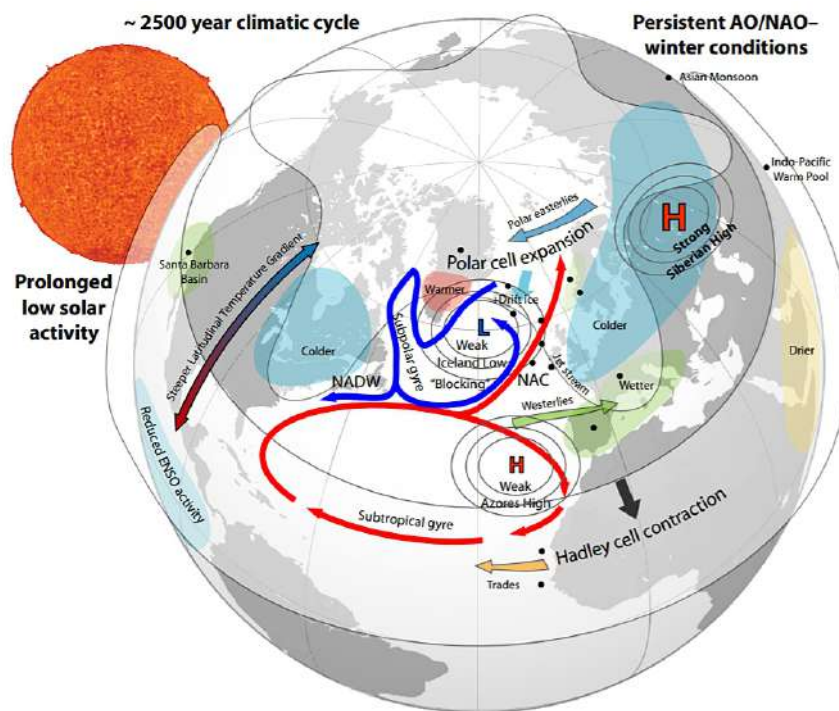 ~ 2500 year climatic cycle
Persistent AO/NAO–
winter conditions
Asian Monsoon
Indo-Pacific
Warm Pool
Polar easterlies
H
Strong
Siberian High
Polar cell expansion
Santa Barbara
Basin
Prolonged
low solar
activity
Steeper Latitudinal Temperature Gradient
Warmer
+Drift Ice
L
Weak
Iceland Low
"Blocking"
Subpolar gyre
Colder
Colder
Drier
NADW
NAC
Jet stream
Wetter
Westerlies
Reduced ENSO activity
H
Weak
Azores High
Subtropical gyre
Hadley cell contraction
Trades